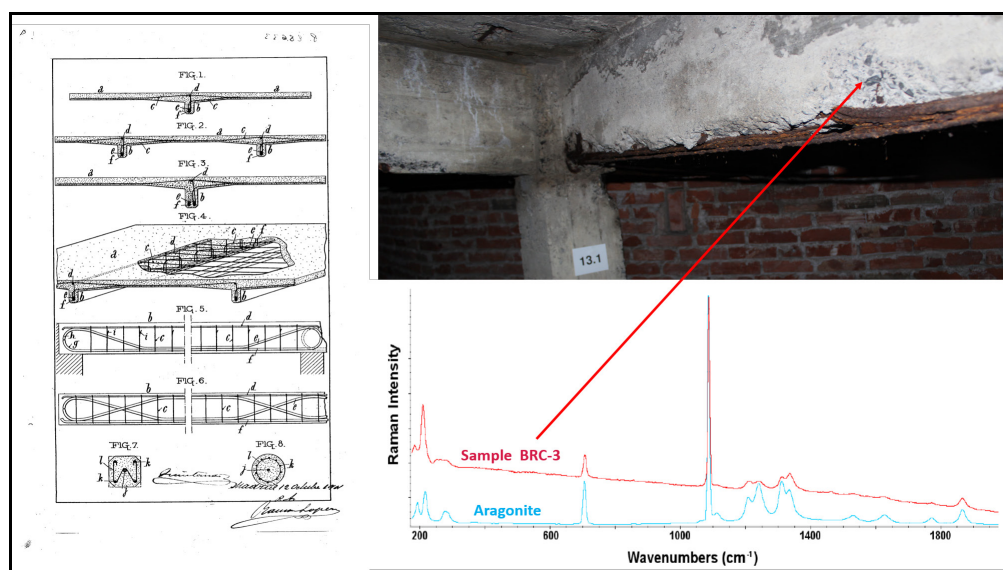 FIG.1.
a
d
a
c
c
e
b
f
FIG.2.
d
c
a
d
e
b
c
e
b
f
f
FIG.3.
a
d
e
b
f
FIG.4.
c
d
c
e
f
a
d
e
b
f
b
FIG.5.
b
d
h
i
i
c
c
e
g
f
FIG.6.
b
d
c
c
e
f
FIG.7.
FIG.8.
l
k
l
k
k
j
j
k
13.1
Raman Intensity
Sample BRC-3
Aragonite
200
600
1000
1400
1800
Wavenumbers (cm-1)